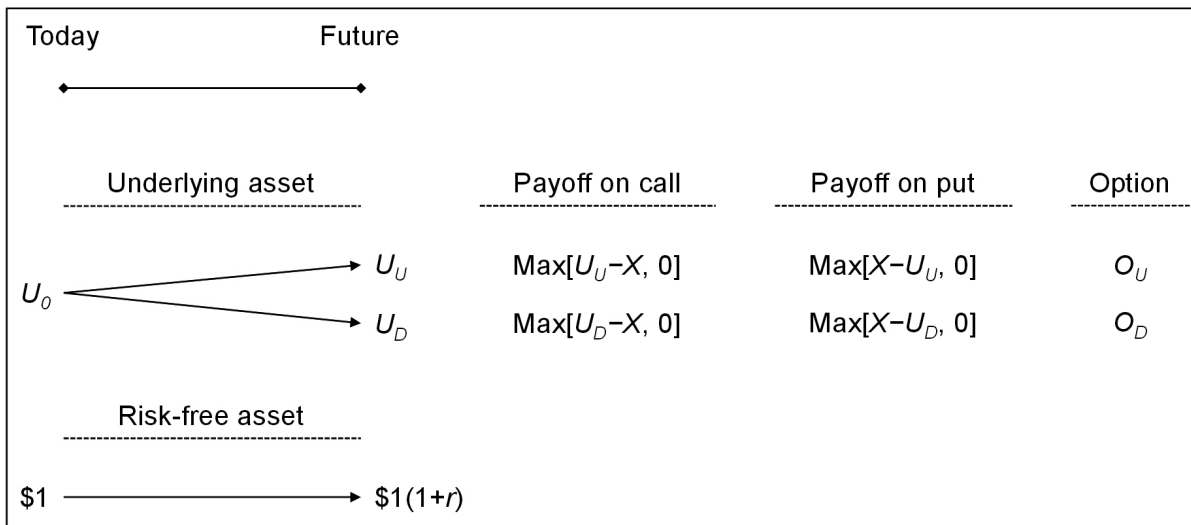 Today Future
Underlying asset Payoff on call Payoff on put Option
U_U Max[U_U−X, 0] Max[X−U_U, 0] O_U
U_0
U_D Max[U_D−X, 0] Max[X−U_D, 0] O_D
Risk-free asset
$1 $1(1+r)